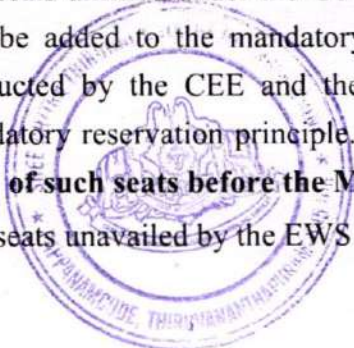 be added to the mandatory
ucted by the CEE and the
datory reservation principle.
of such seats before the M
seats unavailed by the EWS
THIRUVANANTHAPURAM